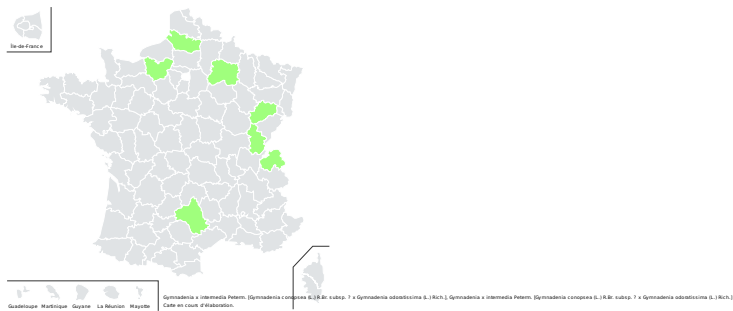 Île-de-France
Guadeloupe Martinique Guyane La Réunion Mayotte
Gymnadenia x intermedia Peterm. [Gymnadenia conopsea (L.) R.Br. subsp. ? x Gymnadenia odoratissima (L.) Rich.], Gymnadenia x intermedia Peterm. [Gymnadenia conopsea (L.) R.Br. subsp. ? x Gymnadenia odoratissima (L.) Rich.]
Carte en cours d'élaboration.